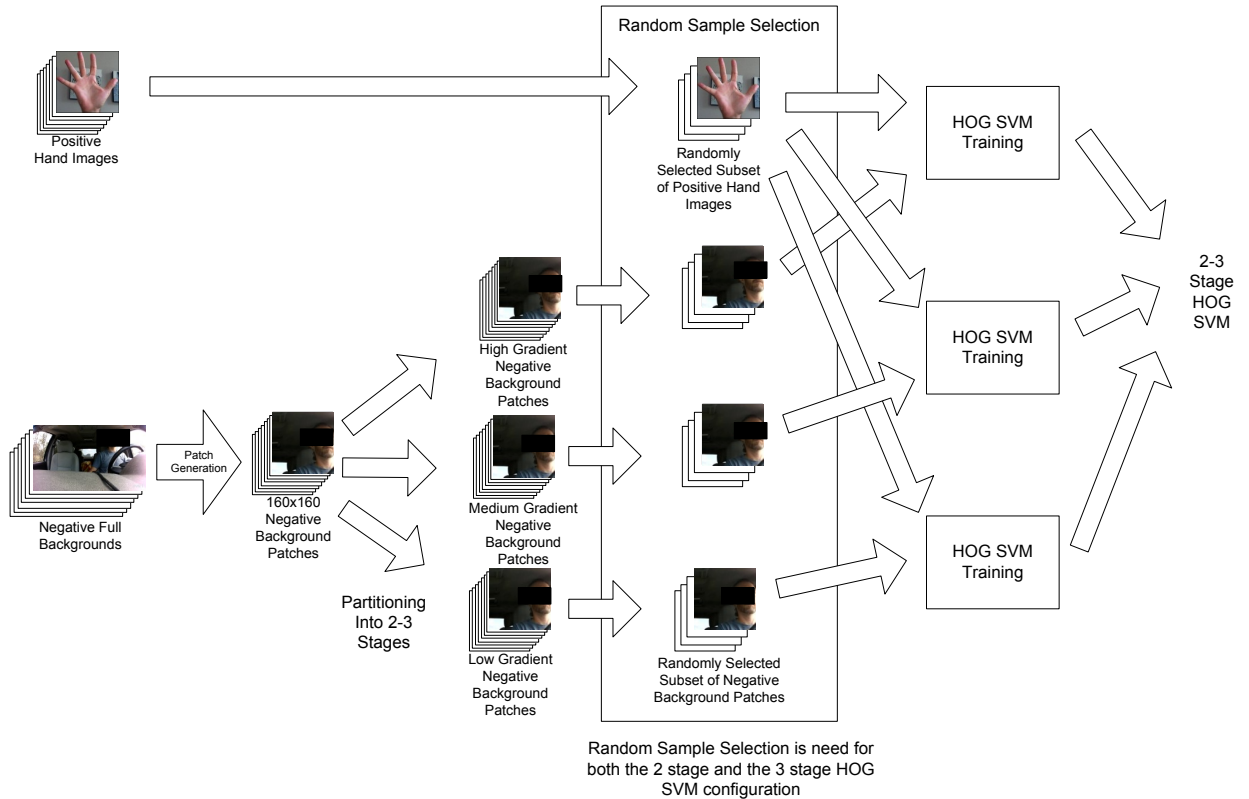 Random Sample Selection
Positive
Hand Images
Randomly
Selected Subset
of Positive Hand
Images
HOG SVM
Training
High Gradient
Negative
Background
Patches
HOG SVM
Training
2-3
Stage
HOG
SVM
Negative Full
Backgrounds
Patch
Generation
160x160
Negative
Background
Patches
Medium Gradient
Negative
Background
Patches
Partitioning
Into 2-3
Stages
HOG SVM
Training
Low Gradient
Negative
Background
Patches
Randomly Selected
Subset of Negative
Background Patches
Random Sample Selection is need for
both the 2 stage and the 3 stage HOG
SVM configuration